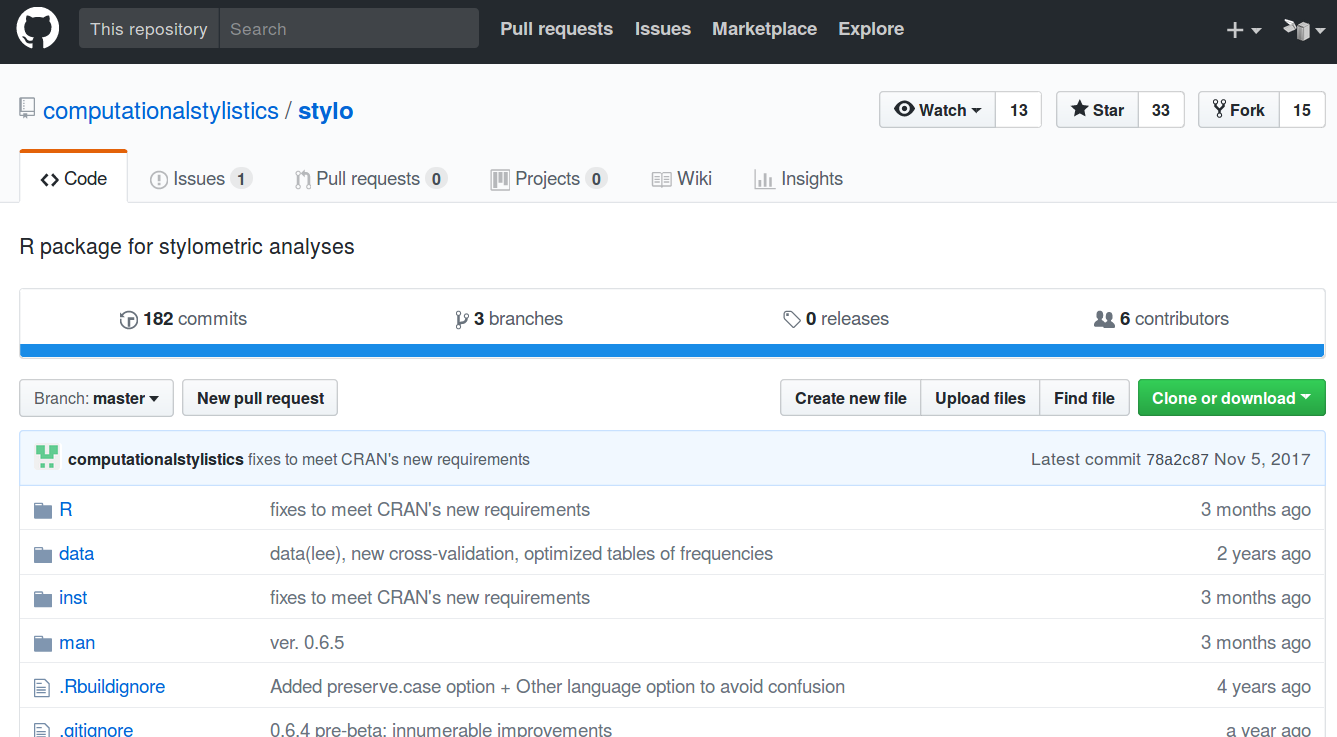 This repository Search Pull requests Issues Marketplace Explore
computationalstylistics / stylo Watch 13 Star 33 Fork 15
Code Issues 1 Pull requests 0 Projects 0 Wiki Insights
R package for stylometric analyses
182 commits 3 branches 0 releases 6 contributors
Branch: master New pull request Create new file Upload files Find file Clone or download
computationalstylistics fixes to meet CRAN's new requirements Latest commit 78a2c87 Nov 5, 2017
R fixes to meet CRAN's new requirements 3 months ago
data data(lee), new cross-validation, optimized tables of frequencies 2 years ago
inst fixes to meet CRAN's new requirements 3 months ago
man ver. 0.6.5 3 months ago
.Rbuildignore Added preserve.case option + Other language option to avoid confusion 4 years ago
.gitignore 0.6.4 pre-beta: innumerable improvements a year ago